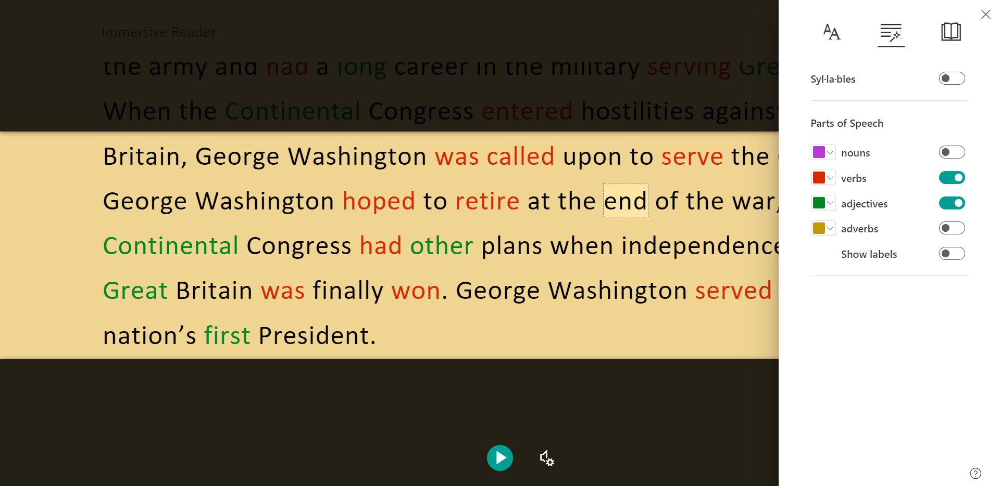 Immersive Reader
the army and had a long career in the military serving Gre
When the Continental Congress entered hostilities against
Britain, George Washington was called upon to serve the
George Washington hoped to retire at the end of the war,
Continental Congress had other plans when independence
Great Britain was finally won. George Washington served
nation’s first President.
AA
Syl·la·bles
Parts of Speech
nouns
verbs
adjectives
adverbs
Show labels
?